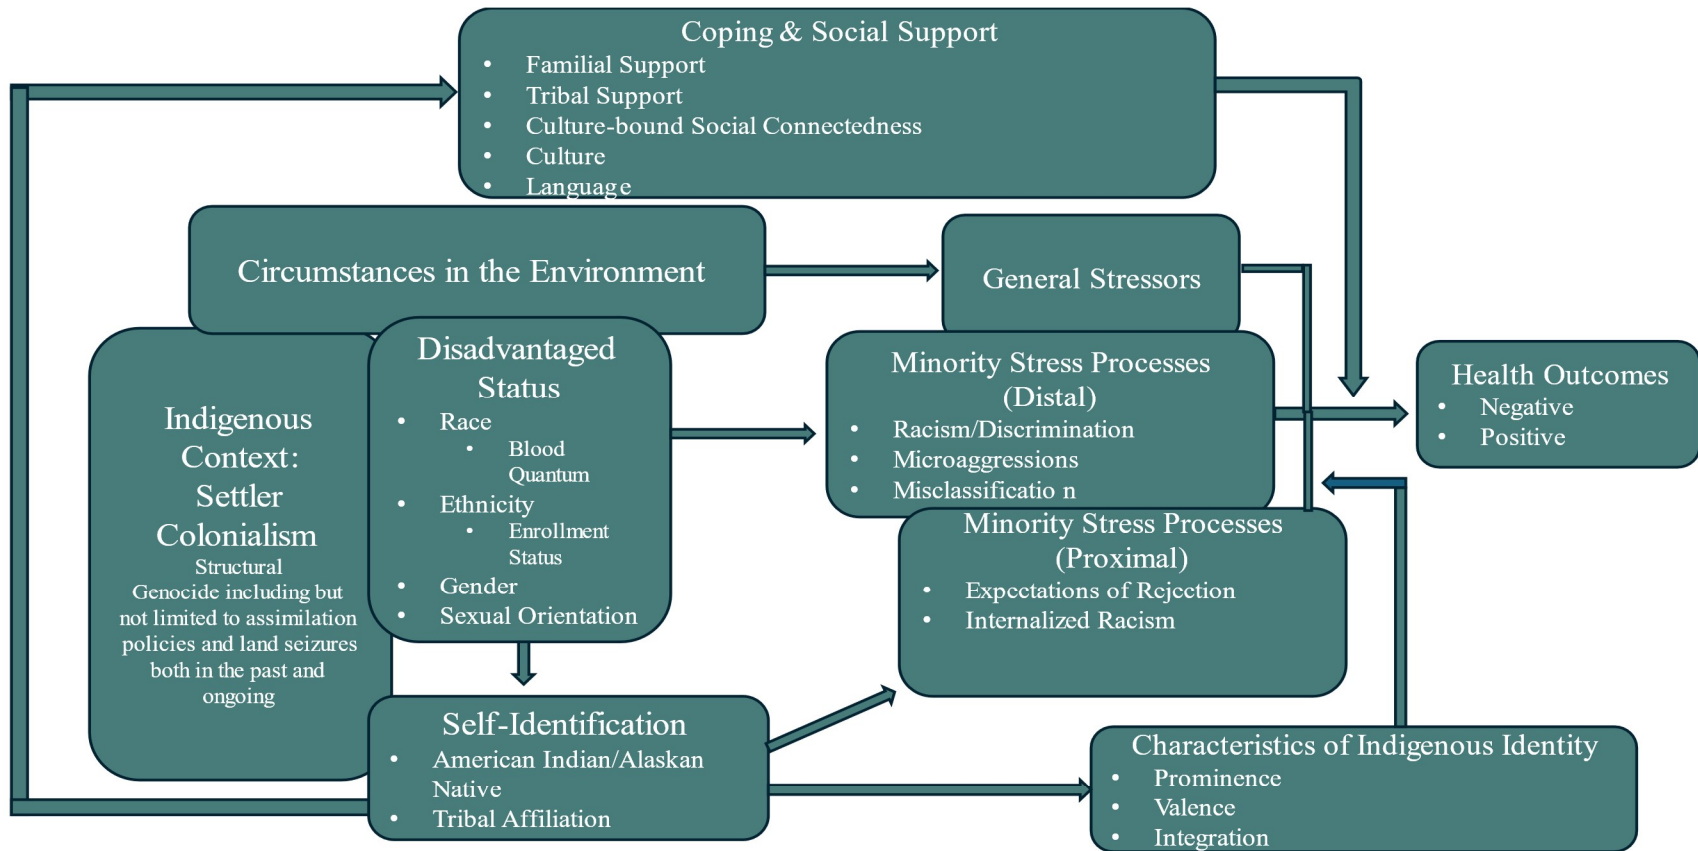 Coping & Social Support
• Familial Support
• Tribal Support
• Culture-bound Social Connectedness
• Culture
• Language
Circumstances in the Environment
General Stressors
Indigenous
Context:
Settler
Colonialism
Structural
Genocide including but
not limited to assimilation
policies and land seizures
both in the past and
ongoing
Disadvantaged
Status
• Race
• Blood
Quantum
• Ethnicity
• Enrollment
Status
• Gender
• Sexual Orientation
Minority Stress Processes
(Distal)
• Racism/Discrimination
• Microaggressions
• Misclassificatio n
Minority Stress Processes
(Proximal)
• Expectations of Rejection
• Internalized Racism
Health Outcomes
• Negative
• Positive
Self-Identification
• American Indian/Alaskan
Native
• Tribal Affiliation
Characteristics of Indigenous Identity
• Prominence
• Valence
• Integration